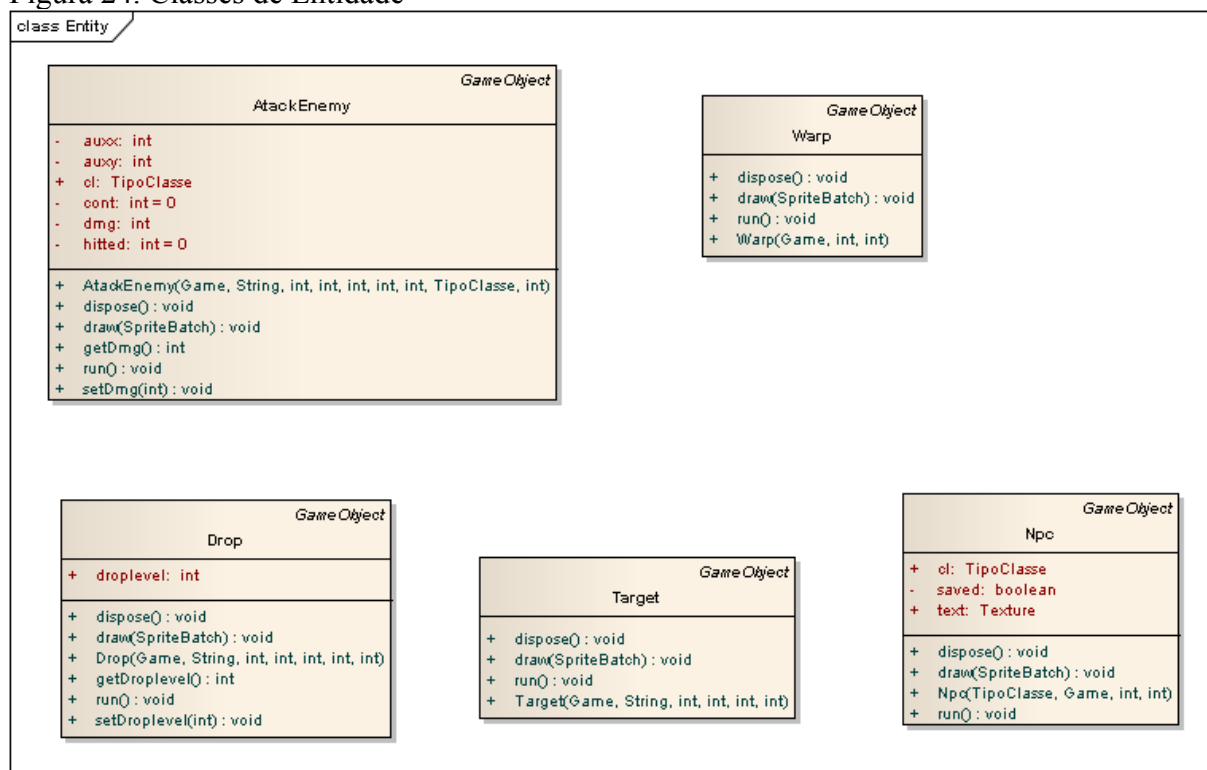 Figura 24: Classes de Entidade
class Entity
GameObject
AtackEnemy
- auxx: int
- auxy: int
+ cl: TipoClasse
- cont: int = 0
- dmg: int
- hitted: int = 0
+ AtackEnemy(Game, String, int, int, int, int, int, TipoClasse, int)
+ dispose() : void
+ draw(SpriteBatch) : void
+ getDmg() : int
+ run() : void
+ setDmg(int) : void
GameObject
Warp
+ dispose() : void
+ draw(SpriteBatch) : void
+ run() : void
+ Warp(Game, int, int)
GameObject
Drop
+ droplevel: int
+ dispose() : void
+ draw(SpriteBatch) : void
+ Drop(Game, String, int, int, int, int, int)
+ getDroplevel() : int
+ run() : void
+ setDroplevel(int) : void
GameObject
Target
+ dispose() : void
+ draw(SpriteBatch) : void
+ run() : void
+ Target(Game, String, int, int, int, int)
GameObject
Npc
+ cl: TipoClasse
- saved: boolean
+ text: Texture
+ dispose() : void
+ draw(SpriteBatch) : void
+ Npc(TipoClasse, Game, int, int)
+ run() : void